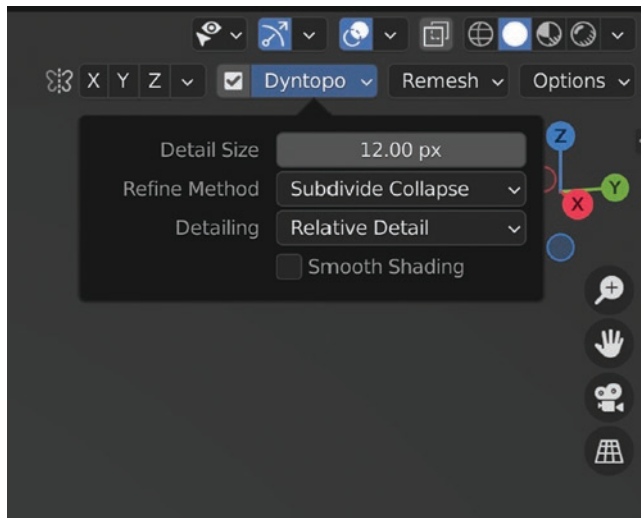 X Y Z Dyntopo Remesh Options
Detail Size 12.00 px
Refine Method Subdivide Collapse
Detailing Relative Detail
Smooth Shading
Z
Y
X